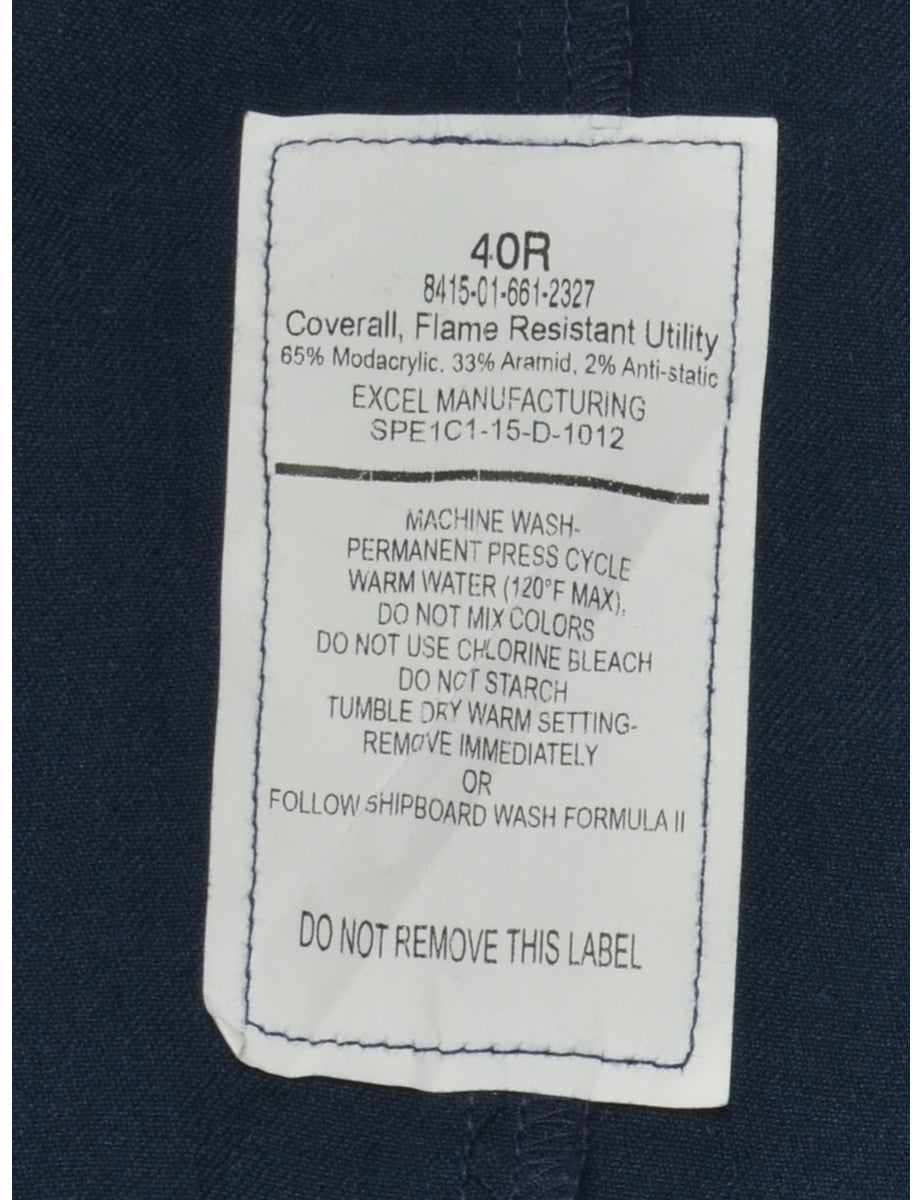 40R
8415-01-661-2327
Coverall, Flame Resistant Utility
65% Modacrylic, 33% Aramid, 2% Anti-static
EXCEL MANUFACTURING
SPE1C1-15-D-1012
MACHINE WASH-
PERMANENT PRESS CYCLE
WARM WATER (120°F MAX),
DO NOT MIX COLORS
DO NOT USE CHLORINE BLEACH
DO NOT STARCH
TUMBLE DRY WARM SETTING-
REMOVE IMMEDIATELY
OR
FOLLOW SHIPBOARD WASH FORMULA II
DO NOT REMOVE THIS LABEL